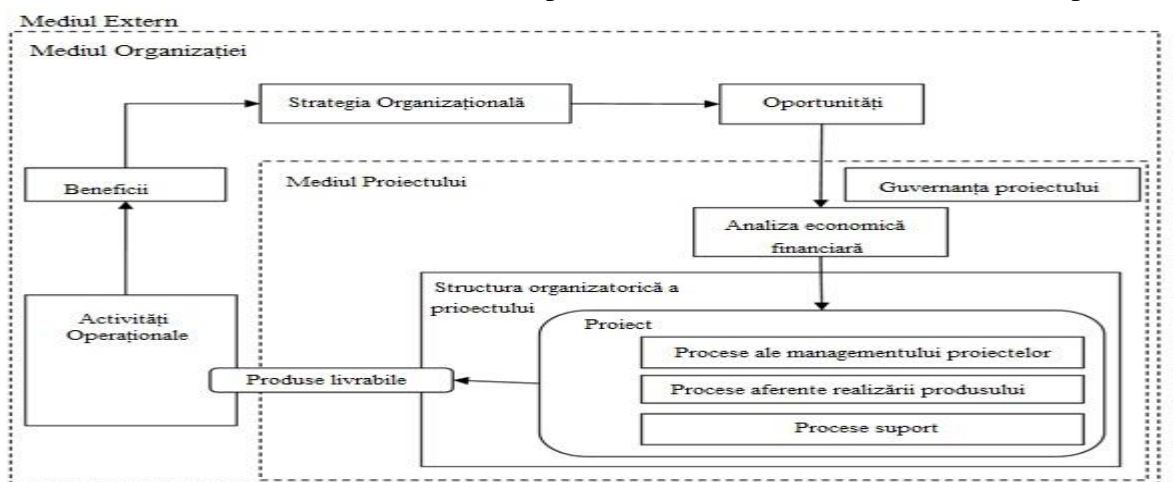 Mediul Extern
Mediul Organizației
Strategia Organizațională
Oportunități
Beneficii
Mediul Proiectului
Guvernanța proiectului
Analiza economică
financiară
Structura organizatorică a
prioectului
Activități
Operaționale
Proiect
Procese ale managementului proiectelor
Produse livrabile
Procese aferente realizării produsului
Procese suport